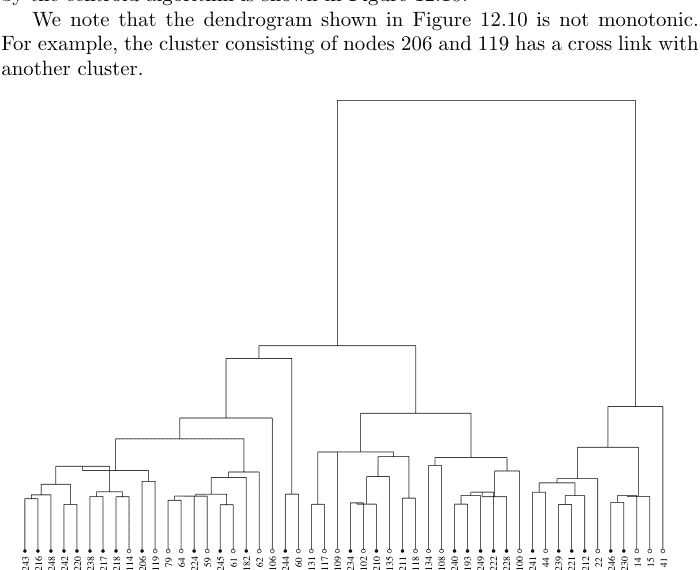 by the centroid algorithm is shown in Figure 12.10.
We note that the dendrogram shown in Figure 12.10 is not monotonic.
For example, the cluster consisting of nodes 206 and 119 has a cross link with
another cluster.
243 216 248 242 220 238 217 218 114 206 119 79 64 224 59 245 61 182 62 106 244 60 131 117 109 234 102 210 135 211 118 134 108 240 193 249 222 228 100 241 44 239 221 212 22 246 230 14 15 41